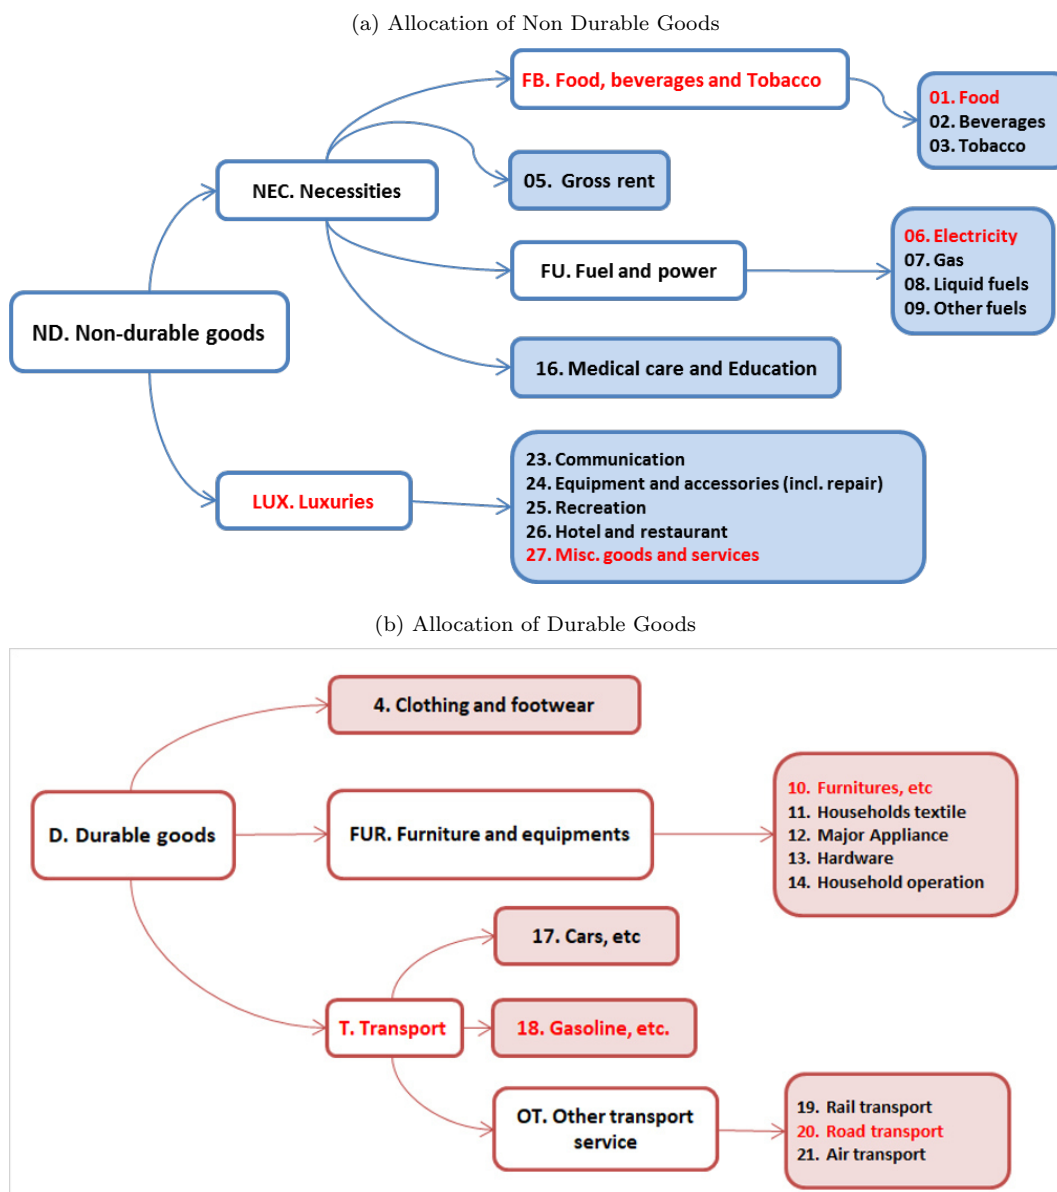 (a) Allocation of Non Durable Goods
FB. Food, beverages and Tobacco
01. Food
02. Beverages
03. Tobacco
NEC. Necessities
05. Gross rent
06. Electricity
07. Gas
08. Liquid fuels
09. Other fuels
FU. Fuel and power
ND. Non-durable goods
16. Medical care and Education
LUX. Luxuries
23. Communication
24. Equipment and accessories (incl. repair)
25. Recreation
26. Hotel and restaurant
27. Misc. goods and services
(b) Allocation of Durable Goods
4. Clothing and footwear
D. Durable goods
FUR. Furniture and equipments
10. Furnitures, etc
11. Households textile
12. Major Appliance
13. Hardware
14. Household operation
17. Cars, etc
T. Transport
18. Gasoline, etc.
OT. Other transport
service
19. Rail transport
20. Road transport
21. Air transport